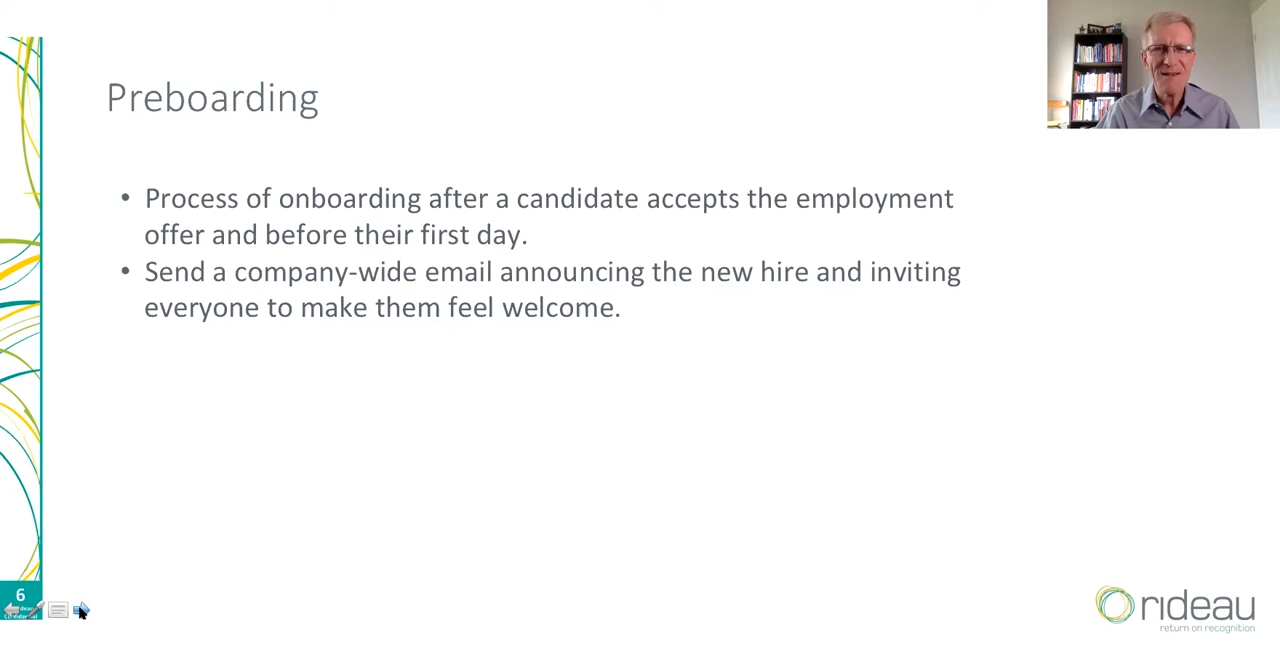 Preboarding
• Process of onboarding after a candidate accepts the employment
offer and before their first day.
• Send a company-wide email announcing the new hire and inviting
everyone to make them feel welcome.
6
Confidential
rideau
return on recognition